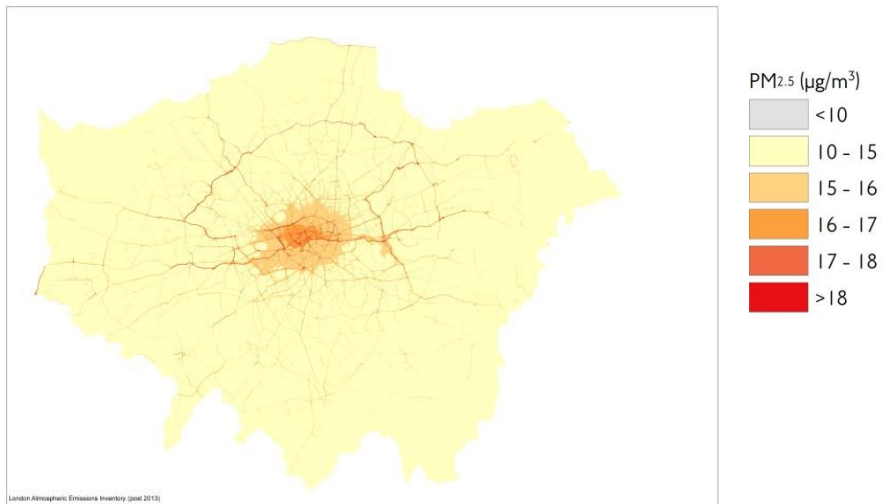 PM2.5 (µg/m3)
<10
10 - 15
15 - 16
16 - 17
17 - 18
>18
London Atmospheric Emissions Inventory (post 2013)